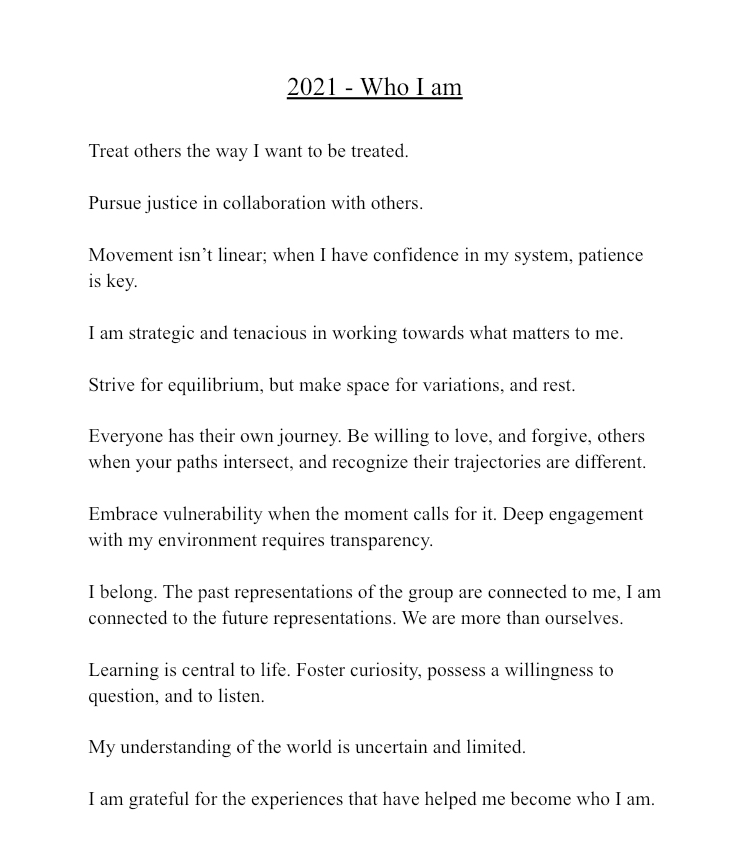 2021 - Who I am
Treat others the way I want to be treated.
Pursue justice in collaboration with others.
Movement isn’t linear; when I have confidence in my system, patience
is key.
I am strategic and tenacious in working towards what matters to me.
Strive for equilibrium, but make space for variations, and rest.
Everyone has their own journey. Be willing to love, and forgive, others
when your paths intersect, and recognize their trajectories are different.
Embrace vulnerability when the moment calls for it. Deep engagement
with my environment requires transparency.
I belong. The past representations of the group are connected to me, I am
connected to the future representations. We are more than ourselves.
Learning is central to life. Foster curiosity, possess a willingness to
question, and to listen.
My understanding of the world is uncertain and limited.
I am grateful for the experiences that have helped me become who I am.